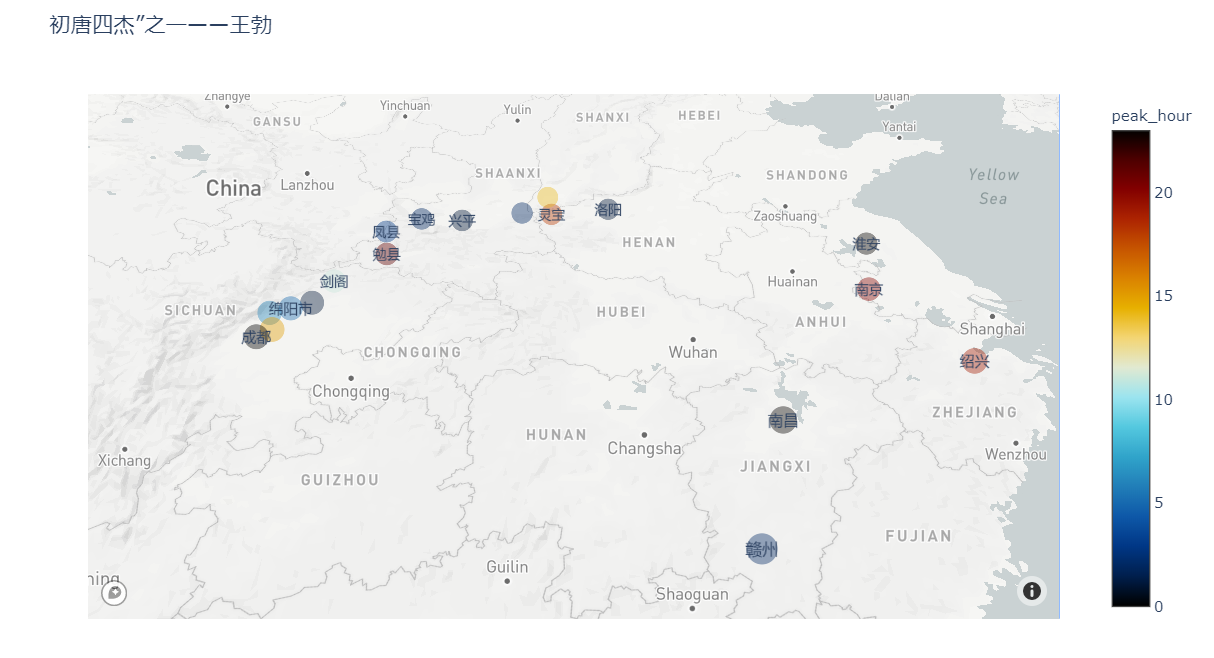 初唐四杰”之一——王勃
peak_hour
20
15
10
5
0
Zhangye
GANSU
Yinchuan
Yulin
SHANXI
HEBEI
Dalian
Yantai
China
Lanzhou
SHAANXI
SHANDONG
Yellow
Sea
Zaoshuang
宝鸡
兴平
灵宝
洛阳
凤县
勉县
HENAN
淮安
剑阁
Huainan
南京
SICHUAN
绵阳市
HUBEI
ANHUI
Shanghai
成都
CHONGQING
Wuhan
绍兴
Chongqing
ZHEJIANG
南昌
HUNAN
Changsha
Wenzhou
Xichang
JIANGXI
GUIZHOU
FUJIAN
赣州
Guilin
Shaoguan